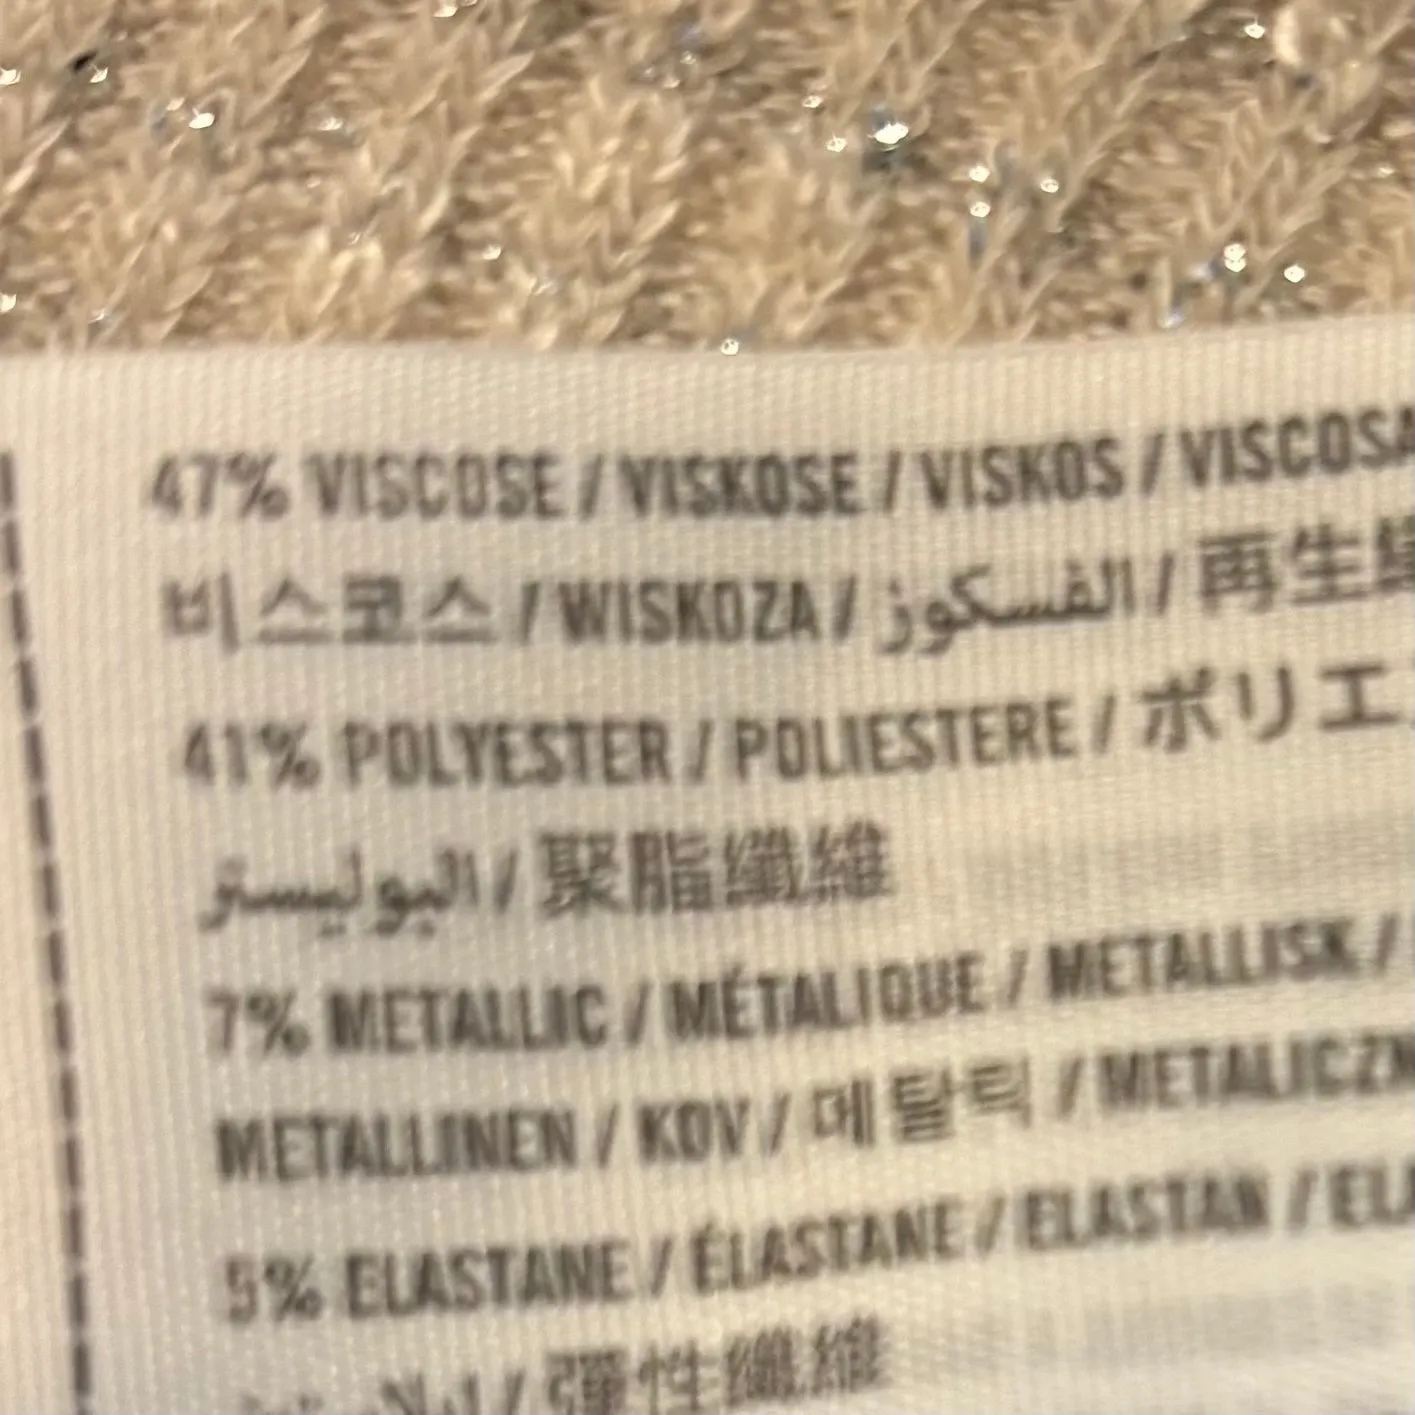 47% VISCOSE / VISKOSE / VISKOS / VISCOSA
비스코스 / WISKOZA / الفسكوز / 再生
41% POLYESTER / POLIESTERE / ポリエ
البوليستر / 聚脂纖維
7% METALLIC / MÉTALIQUE / METALLISK /
METALLINEN / KOV / 메탈릭 / METALICZN
5% ELASTANE / ÉLASTANE / ELASTAN / ELA
/ 彈性纖維